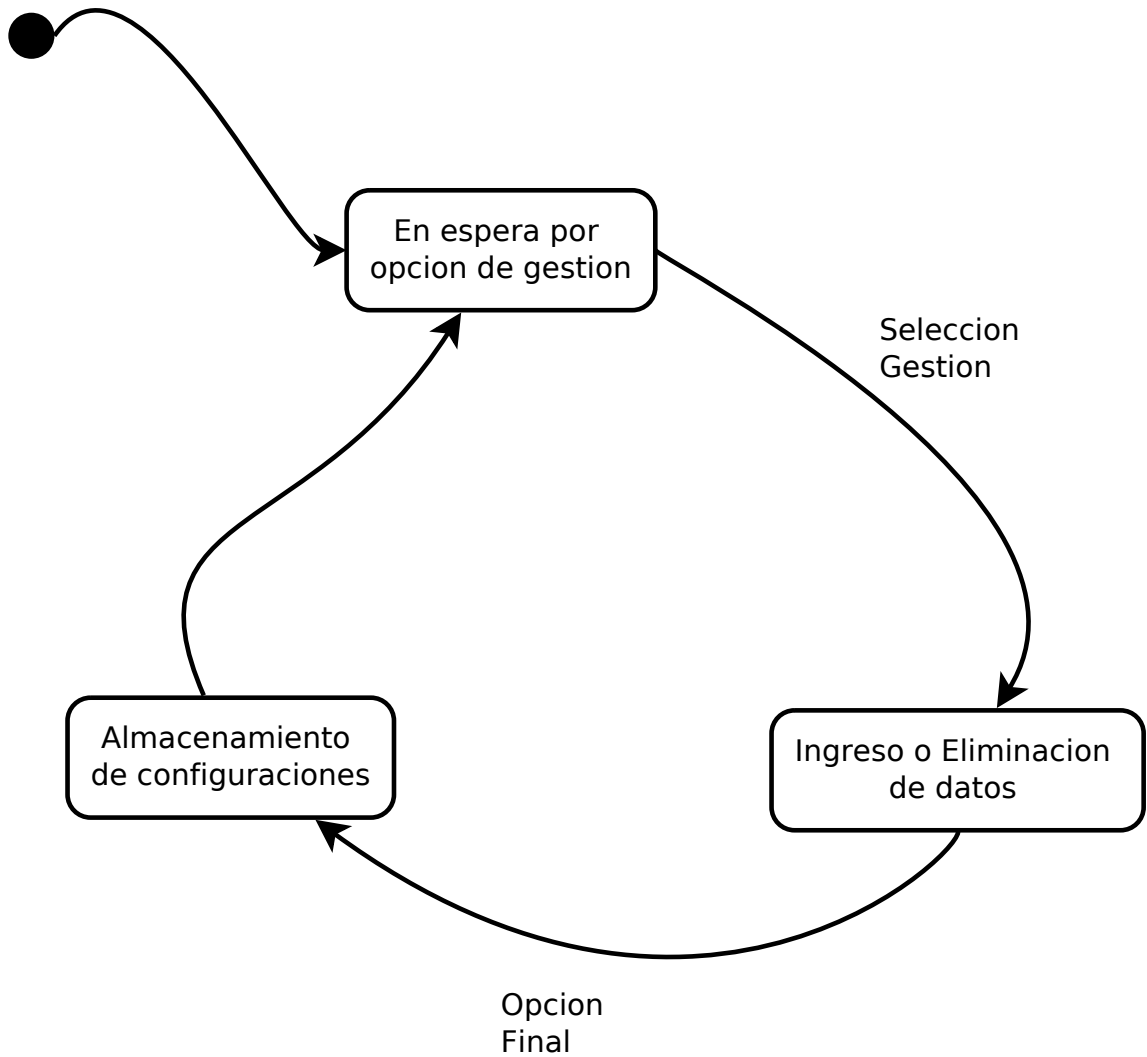 En espera por
opcion de gestion
Seleccion
Gestion
Almacenamiento
de configuraciones
Ingreso o Eliminacion
de datos
Opcion
Final